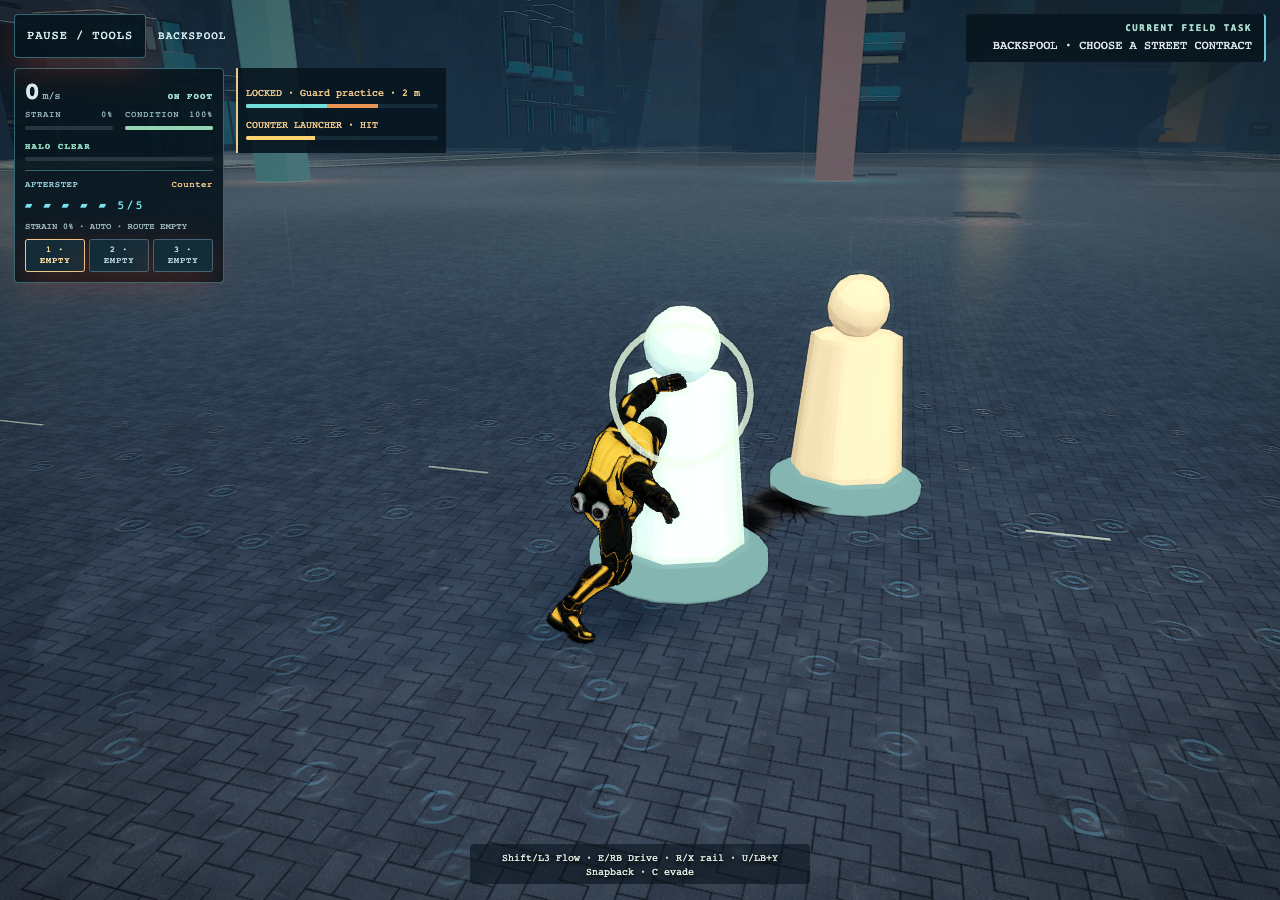 PAUSE / TOOLS
BACKSPOOL
CURRENT FIELD TASK
BACKSPOOL · CHOOSE A STREET CONTRACT
0 m/s
ON FOOT
STRAIN 0%
CONDITION 100%
HALO CLEAR
AFTERSTEP
Counter
5/5
STRAIN 0% · AUTO · ROUTE EMPTY
1 · EMPTY
2 · EMPTY
3 · EMPTY
LOCKED · Guard practice · 2 m
COUNTER LAUNCHER · HIT
Shift/L3 Flow · E/RB Drive · R/X rail · U/LB+Y
Snapback · C evade